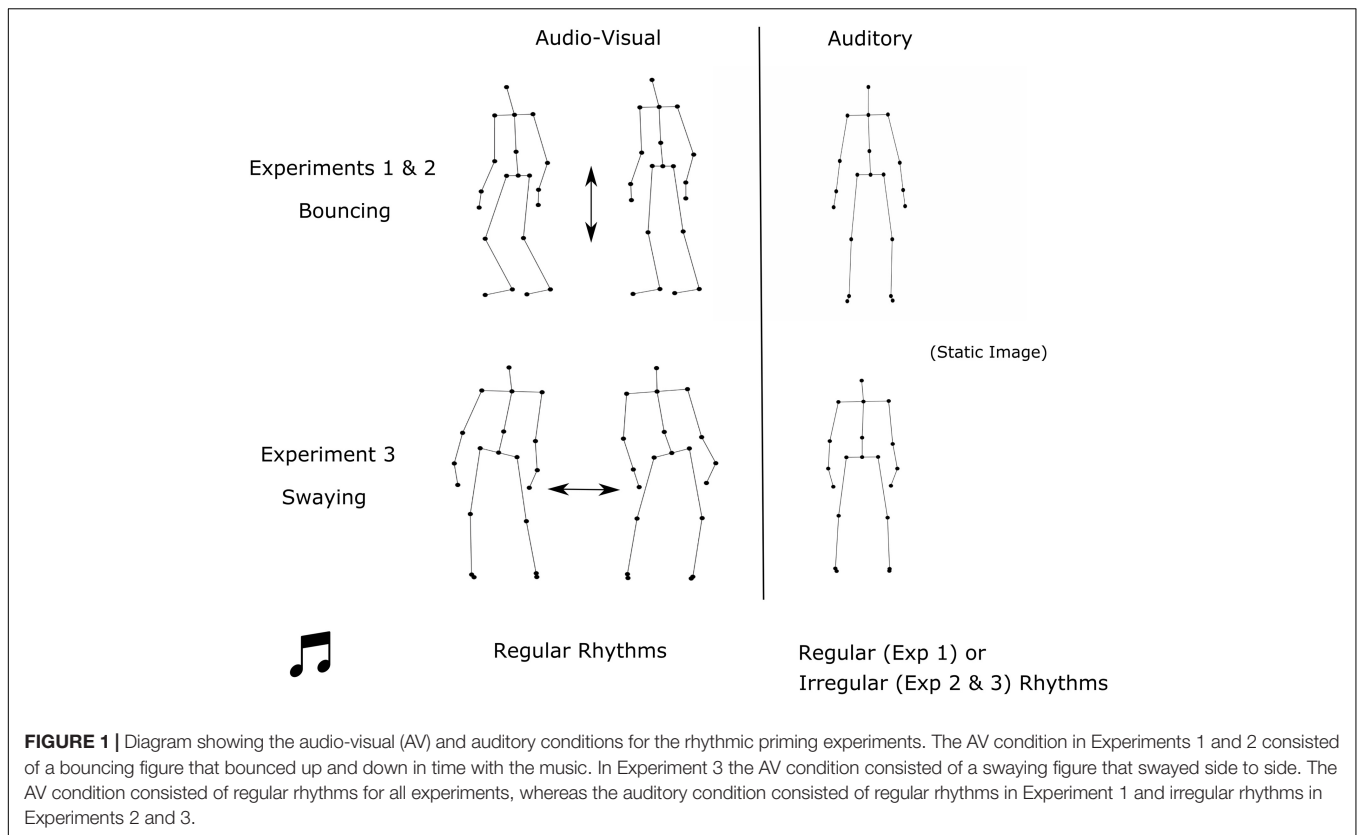 Audio-Visual
Auditory
Experiments 1 & 2
Bouncing
(Static Image)
Experiment 3
Swaying
Regular Rhythms
Regular (Exp 1) or
Irregular (Exp 2 & 3) Rhythms
FIGURE 1 | Diagram showing the audio-visual (AV) and auditory conditions for the rhythmic priming experiments. The AV condition in Experiments 1 and 2 consisted
of a bouncing figure that bounced up and down in time with the music. In Experiment 3 the AV condition consisted of a swaying figure that swayed side to side. The
AV condition consisted of regular rhythms for all experiments, whereas the auditory condition consisted of regular rhythms in Experiment 1 and irregular rhythms in
Experiments 2 and 3.